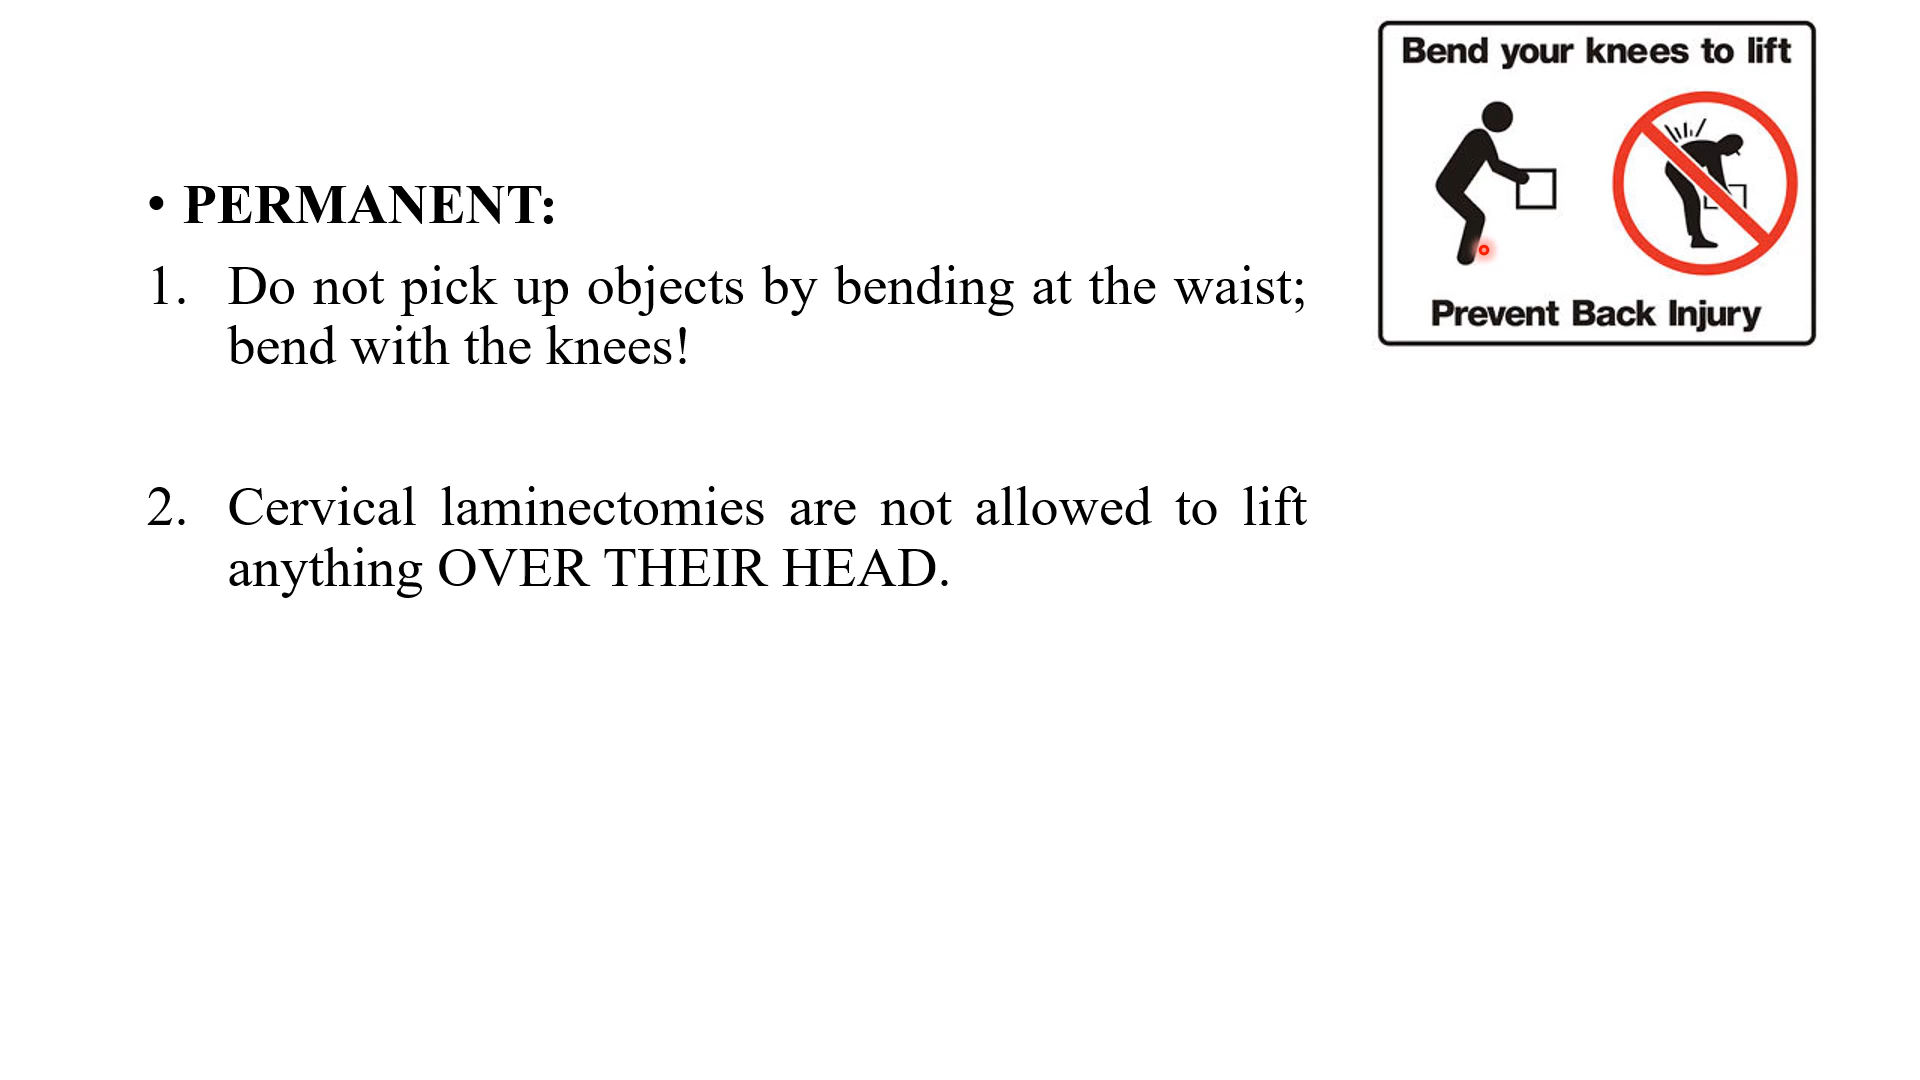 Bend your knees to lift
Prevent Back Injury
• PERMANENT:
1. Do not pick up objects by bending at the waist;
bend with the knees!
2. Cervical laminectomies are not allowed to lift
anything OVER THEIR HEAD.